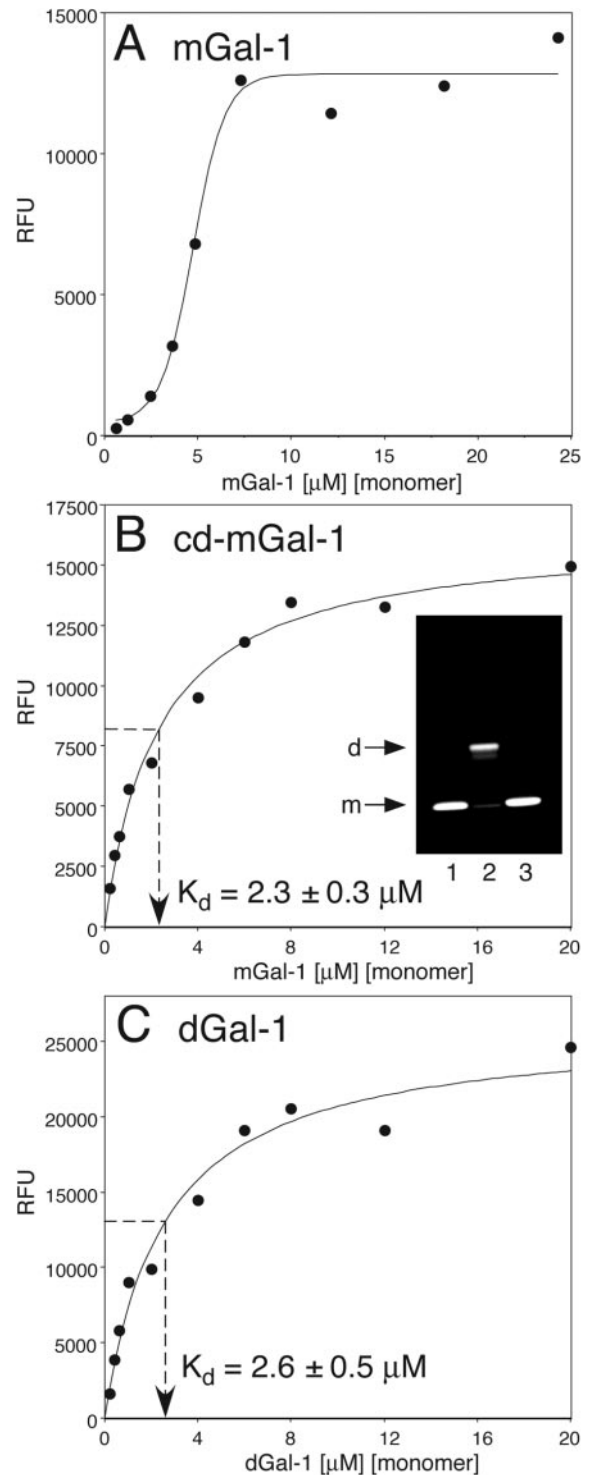 A mGal-1
15000
10000
5000
0
RFU
0 5 10 15 20 25
mGal-1 [μM] [monomer]
B cd-mGal-1
17500
15000
12500
10000
7500
5000
2500
0
RFU
d
m
1 2 3
Kd = 2.3 ± 0.3 μM
0 4 8 12 16 20
mGal-1 [μM] [monomer]
C dGal-1
25000
20000
15000
10000
5000
0
RFU
Kd = 2.6 ± 0.5 μM
0 4 8 12 16 20
dGal-1 [μM] [monomer]